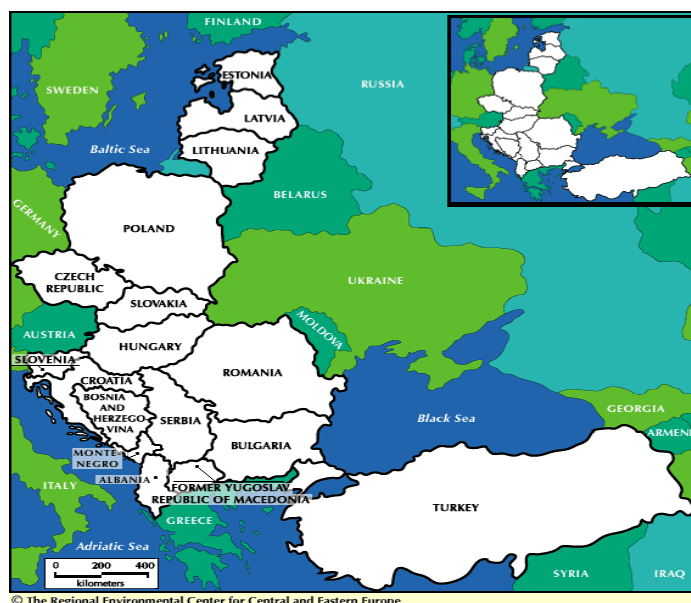 FINLAND
SWEDEN
ESTONIA
RUSSIA
LATVIA
Baltic Sea
LITHUANIA
BELARUS
GERMANY
POLAND
CZECH
REPUBLIC
UKRAINE
SLOVAKIA
AUSTRIA
MOLDOVA
HUNGARY
SLOVENIA
ROMANIA
CROATIA
BOSNIA
AND
HERZEGO-
VINA
SERBIA
GEORGIA
Black Sea
ARMENI
BULGARIA
MONTE-
NEGRO
ALBANIA
ITALY
FORMER YUGOSLAV
REPUBLIC OF MACEDONIA
TURKEY
GREECE
Adriatic Sea
SYRIA
IRAQ
0 200 400
kilometers
© The Regional Environmental Center for Central and Eastern Europe